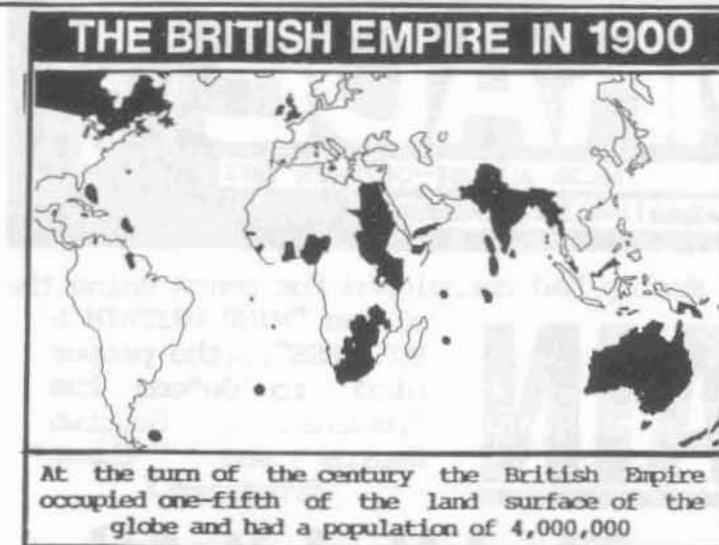 THE BRITISH EMPIRE IN 1900
At the turn of the century the British Empire
occupied one-fifth of the land surface of the
globe and had a population of 4,000,000